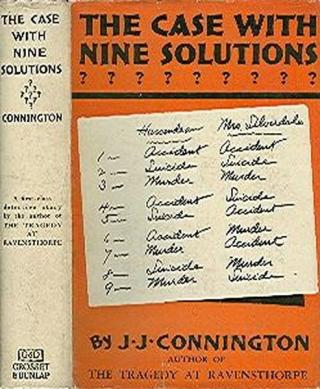 THE CASE
WITH
NINE
SOLUTIONS
? ? ?
? ? ?
? ?
?
CONNINGTON
A first-class
detective story
by the author of
THE TRAGEDY
AT
RAVENSTHORPE
GROSSET
& DUNLAP
THE CASE WITH
NINE SOLUTIONS
? ? ? ? ? ? ? ? ?
Hassendean Mrs Silverdale
1— Accident Accident
2— Suicide Suicide
3— Murder Murder
4— Accident Suicide
5— Suicide Accident
6— Accident Murder
7— Murder Accident
8— Suicide Murder
9— Murder Suicide
BY J·J·CONNINGTON
AUTHOR OF
THE TRAGEDY AT RAVENSTHORPE